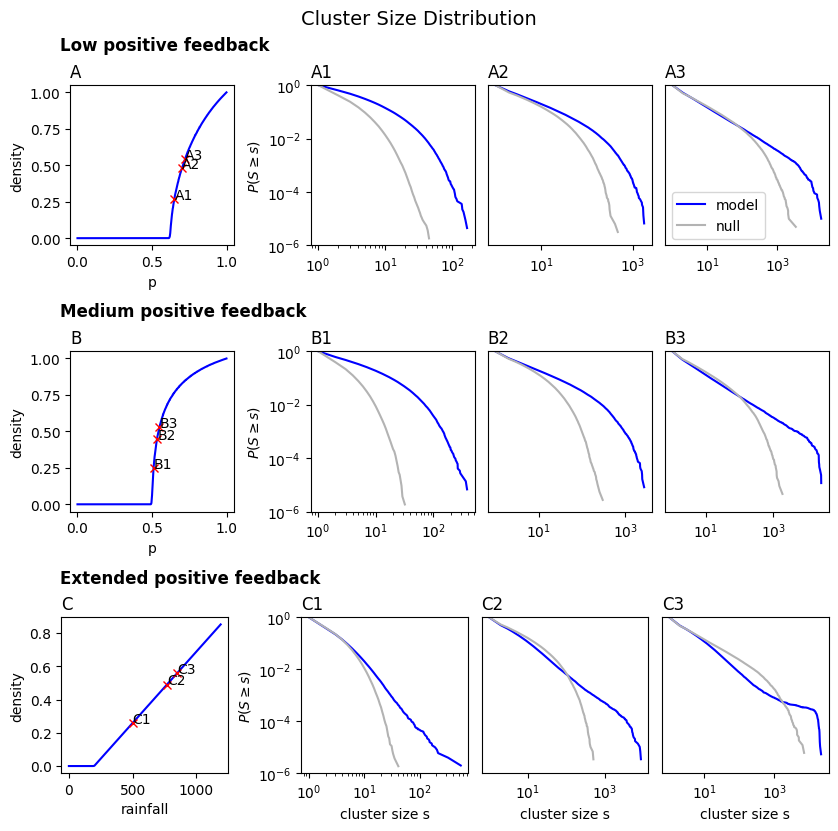 Cluster Size Distribution
Low positive feedback
A
A1
A2
A3
density
1.00
0.75
0.50
0.25
0.00
A3
A2
A1
0.0
0.5
1.0
p
P(S ≥ s)
10^0
10^-2
10^-4
10^-6
10^0
10^1
10^2
10^1
10^3
model
null
10^1
10^3
Medium positive feedback
B
B1
B2
B3
density
1.00
0.75
0.50
0.25
0.00
B3
B2
B1
0.0
0.5
1.0
p
P(S ≥ s)
10^0
10^-2
10^-4
10^-6
10^0
10^1
10^2
10^1
10^3
10^1
10^3
Extended positive feedback
C
C1
C2
C3
density
0.8
0.6
0.4
0.2
0.0
C3
C2
C1
0
500
1000
rainfall
P(S ≥ s)
10^0
10^-2
10^-4
10^-6
10^0
10^1
10^2
cluster size s
10^1
10^3
cluster size s
10^1
10^3
cluster size s